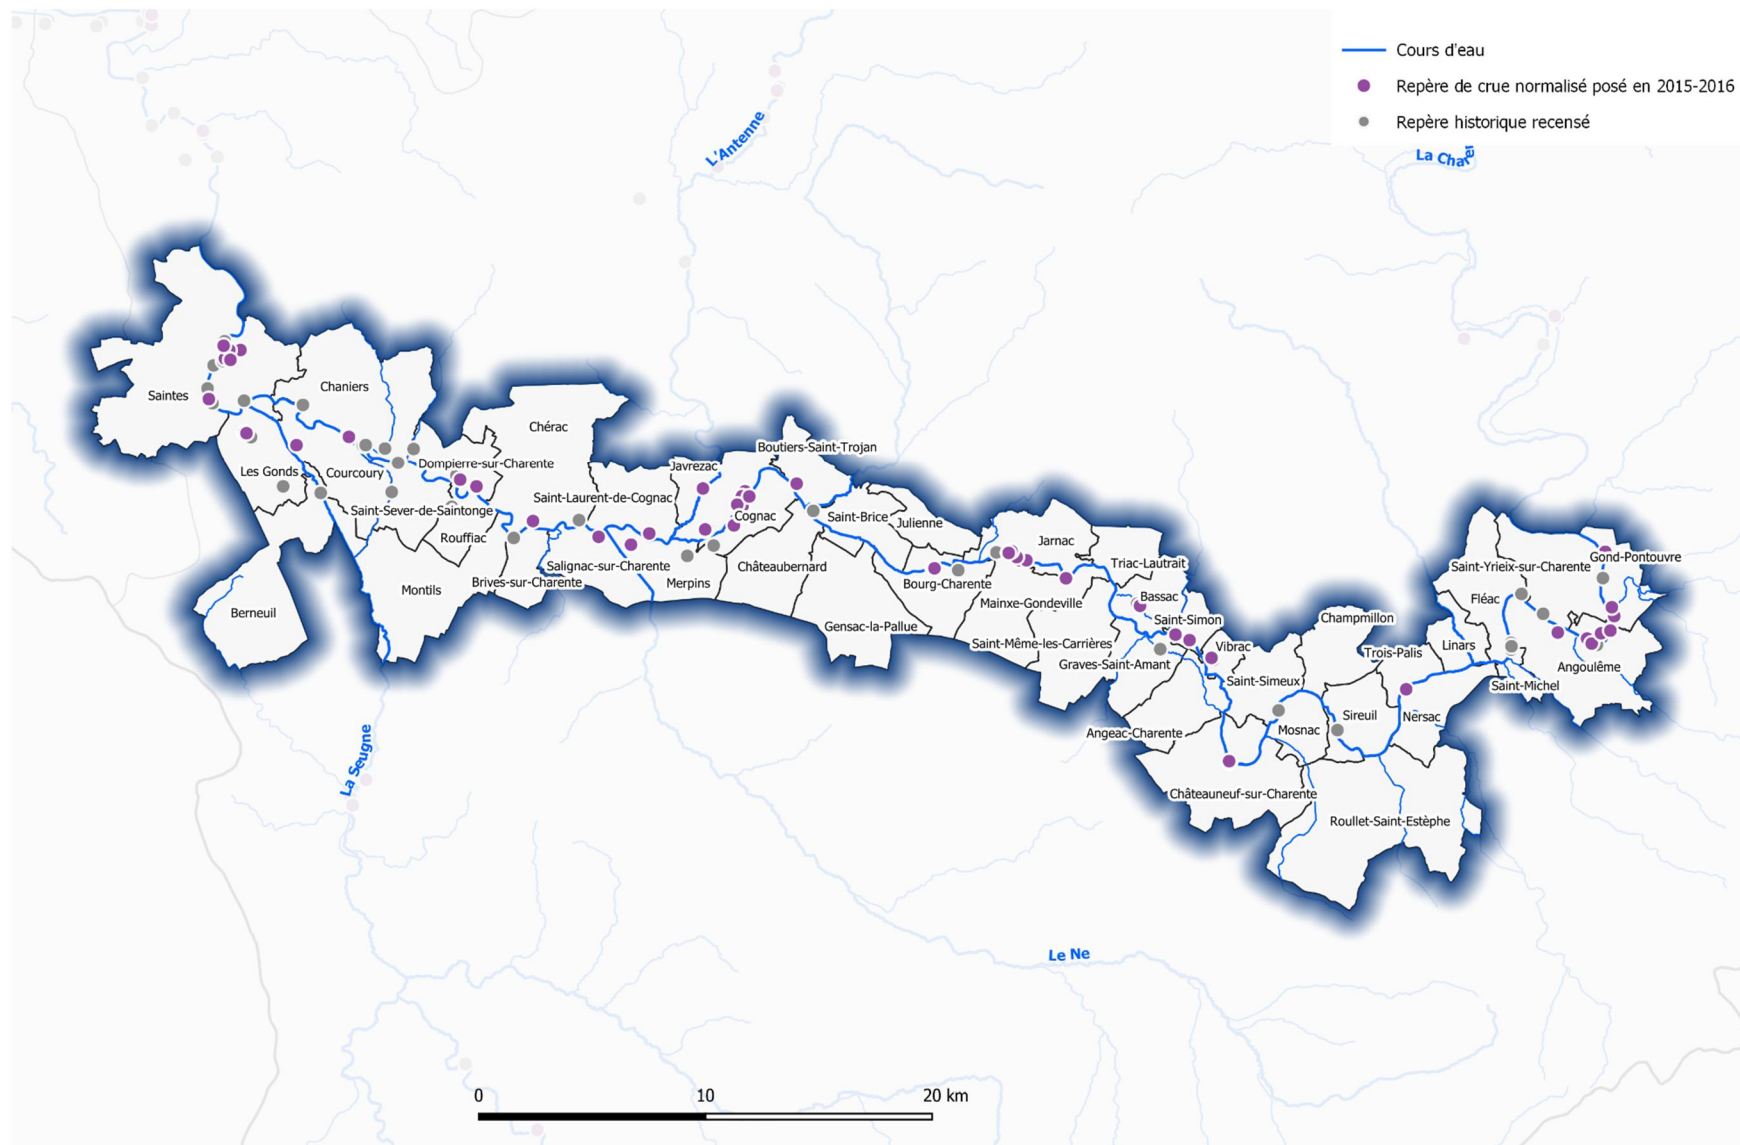 Cours d'eau
Repère de crue normalisé posé en 2015-2016
Repère historique recensé
L'Antenne
La Charen
Saintes
Chaniers
Chérac
Boutiers-Saint-Trojan
Dompierre-sur-Charente
Javrezac
Les Gonds
Courcoury
Saint-Laurent-de-Cognac
Saint-Sever-de-Saintonge
Cognac
Saint-Brice
Julienne
Rouffiac
Jarnac
Gond-Pontouvre
Salignac-sur-Charente
Châteaubernard
Triac-Lautrait
Saint-Yrieix-sur-Charente
Brives-sur-Charente
Merpins
Bourg-Charente
Montils
Bassac
Fléac
Mainxe-Gondeville
Berneuil
Gensac-la-Pallue
Saint-Simon
Champmillon
Saint-Même-les-Carrières
Vibrac
Linars
Trois-Palis
Graves-Saint-Amant
Angoulême
Saint-Simeux
Saint-Michel
Sireuil
Nersac
Angeac-Charente
Mosnac
La Seugne
Châteauneuf-sur-Charente
Roullet-Saint-Estèphe
Le Ne
0 10 20 km